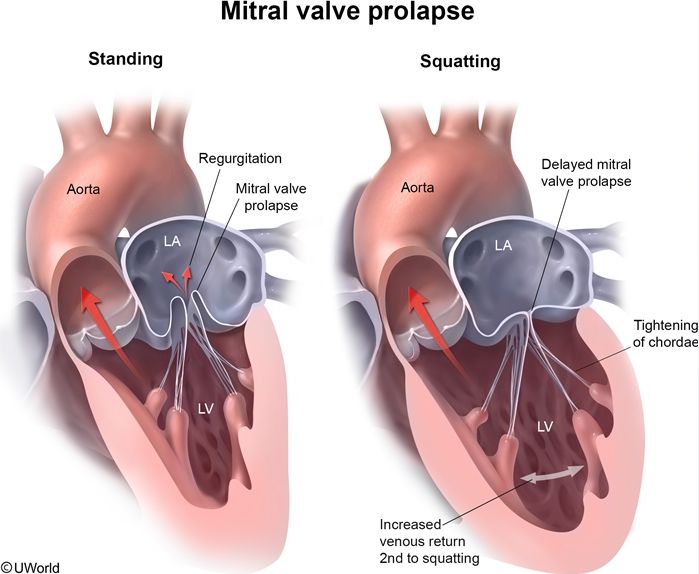 Mitral valve prolapse
Standing
Regurgitation
Mitral valve
prolapse
Aorta
LA
LV
Squatting
Delayed mitral
valve prolapse
Aorta
LA
Tightening
of chordae
LV
Increased
venous return
2nd to squatting
©UWorld